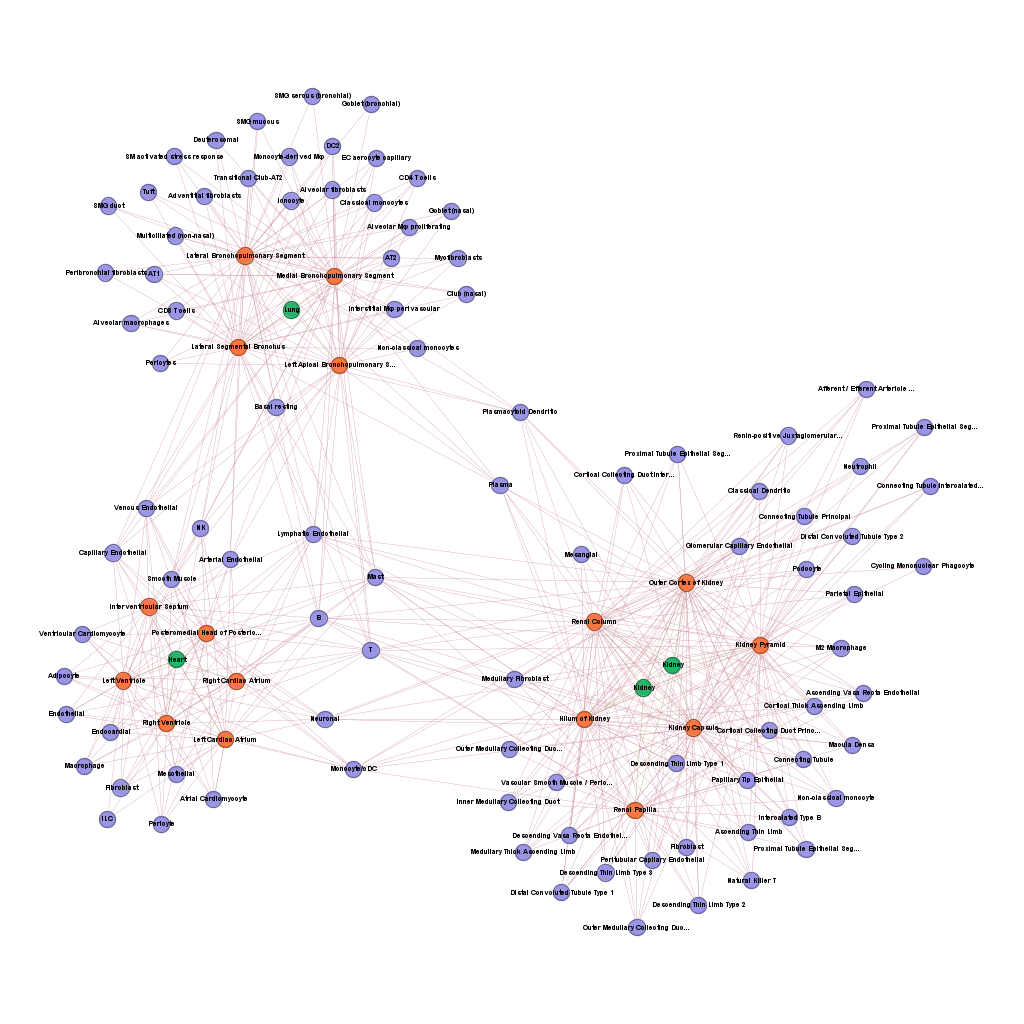 SMG serous (bronchial)
Goblet (bronchial)
SMG mucous
Deuterosomal
DC2
SM activated stress response
Monocyte-derived Mφ
EC aerocyte capillary
Transitional Club-AT2
CD4 T cells
Tuft
Adventitial fibroblasts
Alveolar fibroblasts
Ionocyte
Classical monocytes
SMG duct
Goblet (nasal)
Alveolar Mφ proliferating
Multiciliated (non-nasal)
Lateral Bronchopulmonary Segment
AT2
Myofibroblasts
Peribronchial fibroblasts
AT1
Medial Bronchopulmonary Segment
Club (nasal)
CD8 T cells
Lung
Interstitial Mφ perivascular
Alveolar macrophages
Lateral Segmental Bronchus
Non-classical monocytes
Pericytes
Left Apical Bronchopulmonary S...
Afferent / Efferent Arteriole ...
Basal resting
Plasmacytoid Dendritic
Proximal Tubule Epithelial Seg...
Renin-positive Juxtaglomerular...
Proximal Tubule Epithelial Seg...
Neutrophil
Cortical Collecting Duct Inter...
Plasma
Classical Dendritic
Connecting Tubule Intercalated...
Venous Endothelial
Connecting Tubule Principal
NK
Lymphatic Endothelial
Distal Convoluted Tubule Type 2
Capillary Endothelial
Arterial Endothelial
Mesangial
Glomerular Capillary Endothelial
Cycling Mononuclear Phagocyte
Podocyte
Smooth Muscle
Mast
Outer Cortex of Kidney
Parietal Epithelial
Interventricular Septum
B
Renal Column
Ventricular Cardiomyocyte
Posteromedial Head of Posterio...
Kidney Pyramid
M2 Macrophage
T
Heart
Kidney
Adipocyte
Left Ventricle
Right Cardiac Atrium
Medullary Fibroblast
Kidney
Ascending Vasa Recta Endothelial
Cortical Thick Ascending Limb
Endothelial
Right Ventricle
Neuronal
Hilum of Kidney
Kidney Capsule
Cortical Collecting Duct Princ...
Endocardial
Left Cardiac Atrium
Outer Medullary Collecting Duc...
Macula Densa
Macrophage
Mesothelial
Monocyte/cDC
Descending Thin Limb Type 1
Connecting Tubule
Fibroblast
Vascular Smooth Muscle / Peric...
Papillary Tip Epithelial
Atrial Cardiomyocyte
Inner Medullary Collecting Duct
Non-classical monocyte
Renal Papilla
ILC
Pericyte
Intercalated Type B
Descending Vasa Recta Endothel...
Ascending Thin Limb
Medullary Thick Ascending Limb
Fibroblast
Proximal Tubule Epithelial Seg...
Peritubular Capillary Endothelial
Descending Thin Limb Type 3
Natural Killer T
Distal Convoluted Tubule Type 1
Descending Thin Limb Type 2
Outer Medullary Collecting Duc...